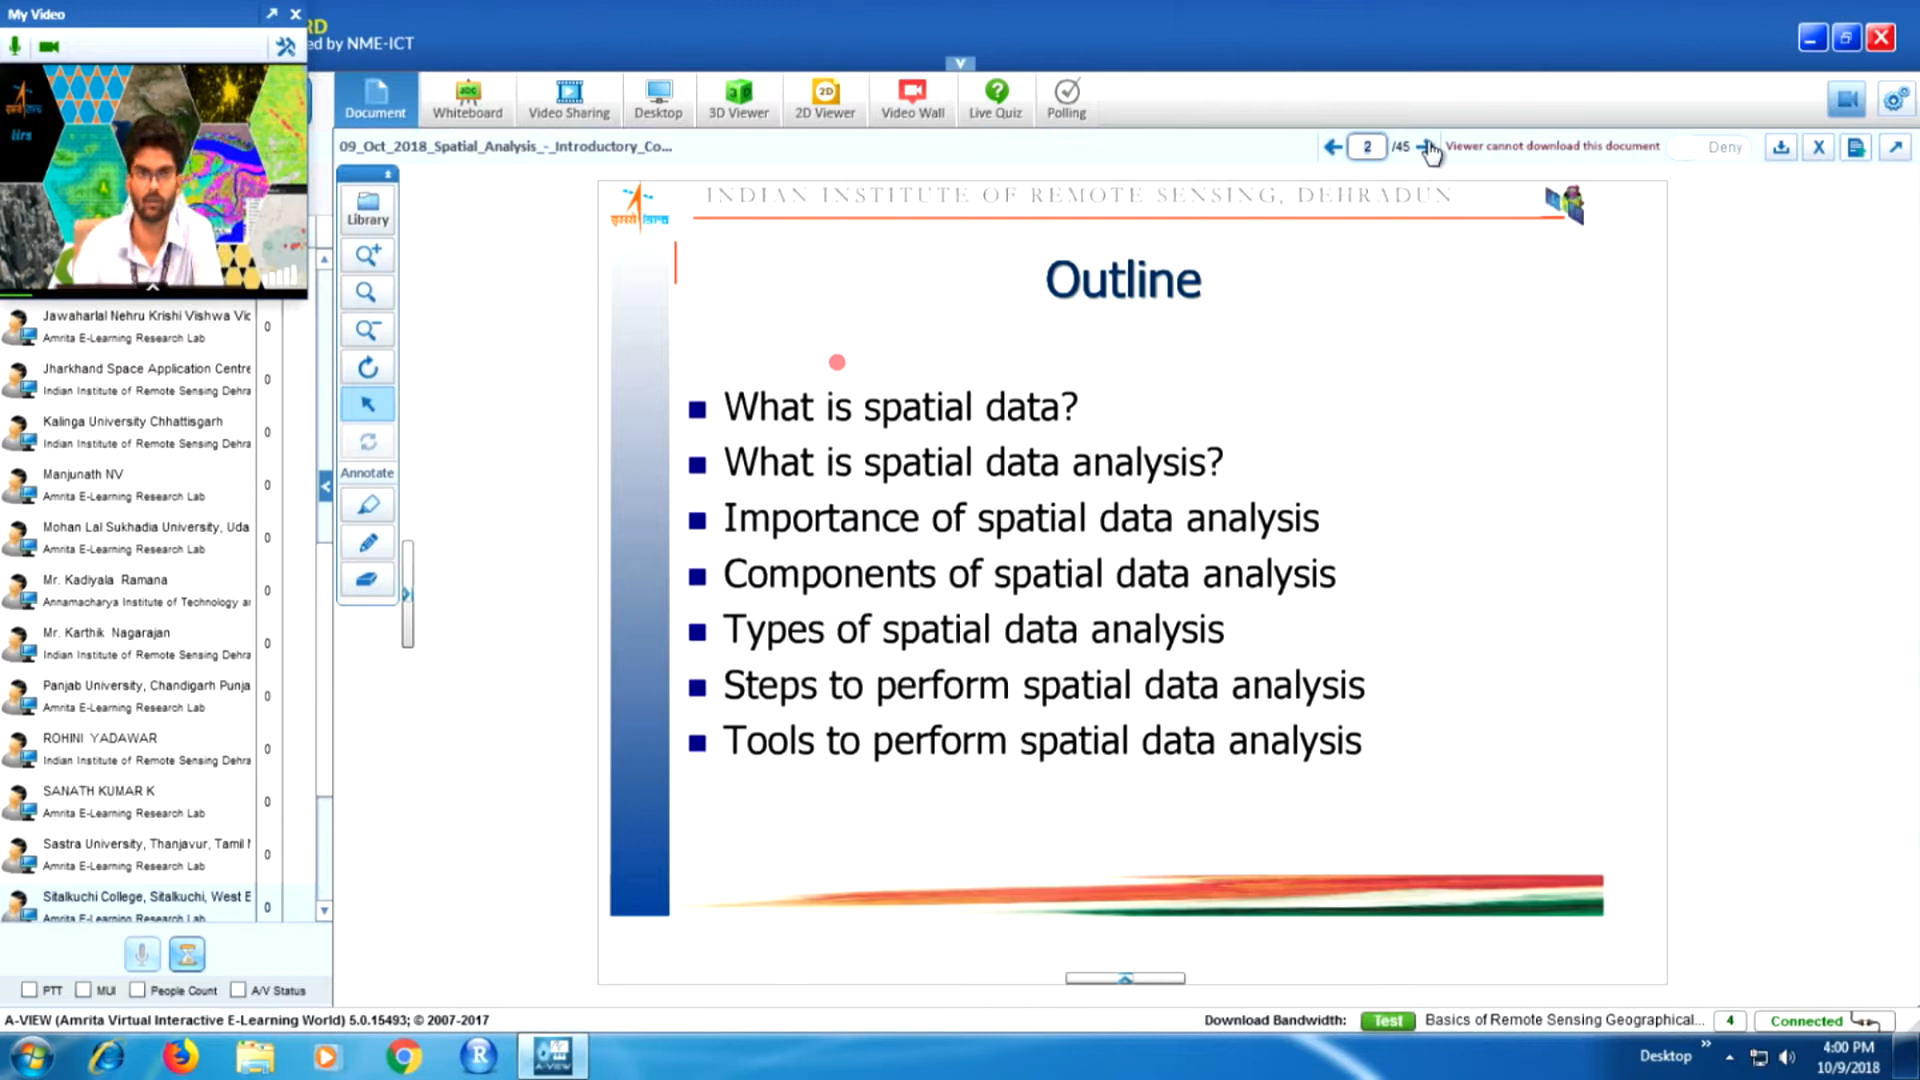 My Video
RD
ed by NME-ICT
Document
Whiteboard
Video Sharing
Desktop
3D Viewer
2D Viewer
Video Wall
Live Quiz
Polling
09_Oct_2018_Spatial_Analysis_-_Introductory_Co...
2 /45
Viewer cannot download this document
Deny
Library
Annotate
INDIAN INSTITUTE OF REMOTE SENSING, DEHRADUN
Outline
What is spatial data?
What is spatial data analysis?
Importance of spatial data analysis
Components of spatial data analysis
Types of spatial data analysis
Steps to perform spatial data analysis
Tools to perform spatial data analysis
iirs
Jawaharlal Nehru Krishi Vishwa Vic 0
Amrita E-Learning Research Lab
Jharkhand Space Application Centre 0
Indian Institute of Remote Sensing Dehra
Kalinga University Chhattisgarh 0
Indian Institute of Remote Sensing Dehra
Manjunath NV 0
Amrita E-Learning Research Lab
Mohan Lal Sukhadia University, Uda 0
Amrita E-Learning Research Lab
Mr. Kadiyala Ramana 0
Annamacharya Institute of Technology a
Mr. Karthik Nagarajan 0
Indian Institute of Remote Sensing Dehra
Panjab University, Chandigarh Punja 0
Amrita E-Learning Research Lab
ROHINI YADAWAR 0
Indian Institute of Remote Sensing Dehra
SANATH KUMAR K 0
Amrita E-Learning Research Lab
Sastra University, Thanjavur, Tamil 0
Amrita E-Learning Research Lab
Sitalkuchi College, Sitalkuchi, West E 0
Amrita E-Learning Research Lab
PTT MUI People Count A/V Status
A-VIEW (Amrita Virtual Interactive E-Learning World) 5.0.15493; © 2007-2017
Download Bandwidth: Test Basics of Remote Sensing Geographical... 4 Connected
A-VIEW
Desktop
4:00 PM
10/9/2018